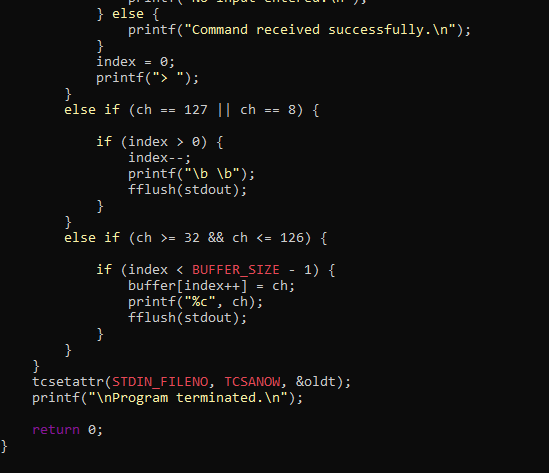 } else {
                printf("Command received successfully.\n");
            }
            index = 0;
            printf("> ");
        }
        else if (ch == 127 || ch == 8) {
            if (index > 0) {
                index--;
                printf("\b \b");
                fflush(stdout);
            }
        }
        else if (ch >= 32 && ch <= 126) {
            if (index < BUFFER_SIZE - 1) {
                buffer[index++] = ch;
                printf("%c", ch);
                fflush(stdout);
            }
        }
    }
    tcsetattr(STDIN_FILENO, TCSANOW, &oldt);
    printf("\nProgram terminated.\n");
    return 0;
}